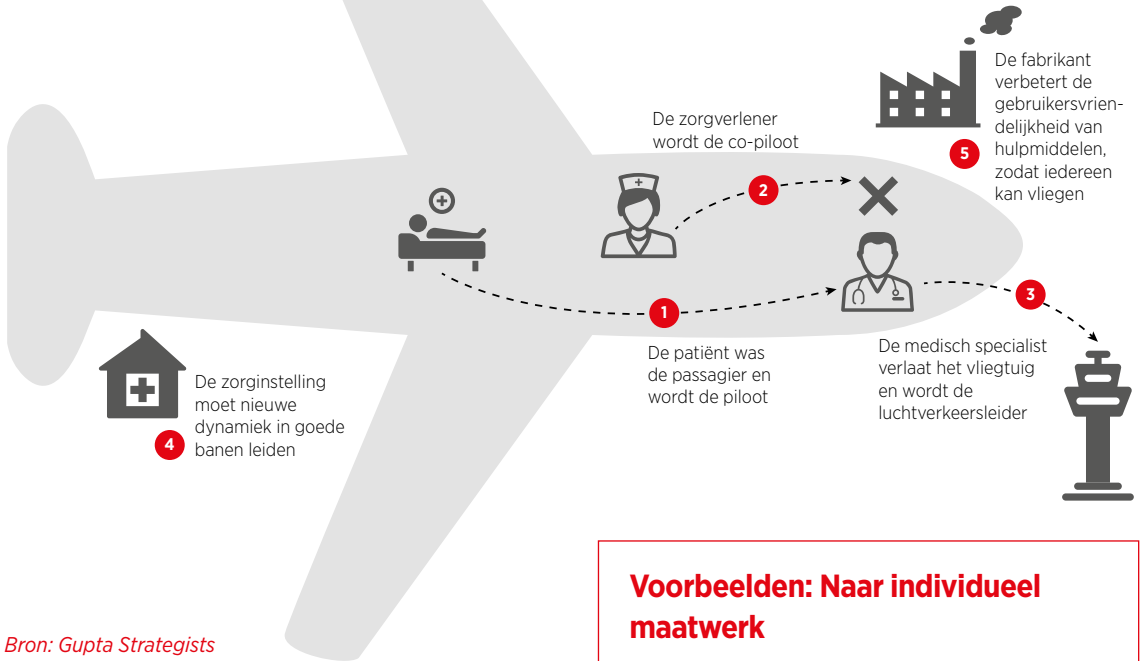 De zorgverlener
wordt de co-piloot
2
De fabrikant
verbetert de
gebruikersvrien-
delijkheid van
hulpmiddelen,
zodat iedereen
kan vliegen
5
1
De patiënt was
de passagier en
wordt de piloot
3
De medisch specialist
verlaat het vliegtuig
en wordt de
luchtverkeersleider
De zorginstelling
moet nieuwe
dynamiek in goede
banen leiden
4
Voorbeelden: Naar individueel
maatwerk
Bron: Gupta Strategists